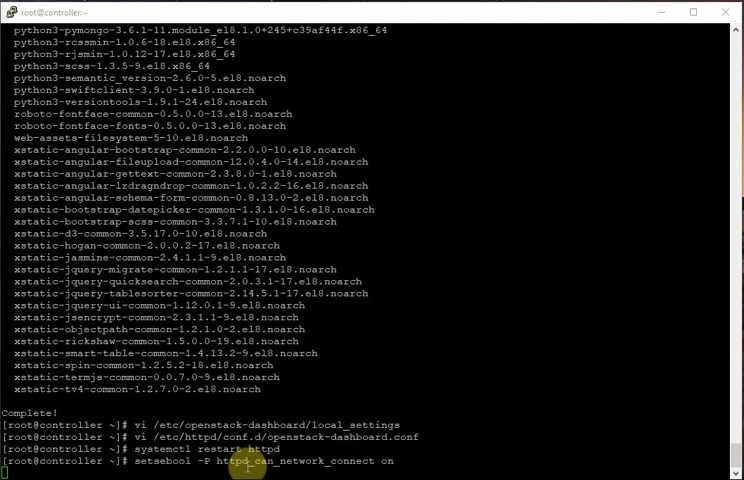 root@controller:~
python3-pymongo-3.6.1-11.module_el8.1.0+245+c39af44f.x86_64
python3-rcssmin-1.0.6-18.el8.x86_64
python3-rjsmin-1.0.12-17.el8.x86_64
python3-scss-1.3.5-9.el8.x86_64
python3-semantic_version-2.6.0-5.el8.noarch
python3-swiftclient-3.9.0-1.el8.noarch
python3-versiontools-1.9.1-24.el8.noarch
roboto-fontface-common-0.5.0.0-13.el8.noarch
roboto-fontface-fonts-0.5.0.0-13.el8.noarch
web-assets-filesystem-5-10.el8.noarch
xstatic-angular-bootstrap-common-2.2.0.0-10.el8.noarch
xstatic-angular-fileupload-common-12.0.4.0-14.el8.noarch
xstatic-angular-gettext-common-2.3.8.0-1.el8.noarch
xstatic-angular-lrdragndrop-common-1.0.2.2-16.el8.noarch
xstatic-angular-schema-form-common-0.8.13.0-2.el8.noarch
xstatic-bootstrap-datepicker-common-1.3.1.0-16.el8.noarch
xstatic-bootstrap-scss-common-3.3.7.1-10.el8.noarch
xstatic-d3-common-3.5.17.0-10.el8.noarch
xstatic-hogan-common-2.0.0.2-17.el8.noarch
xstatic-jasmine-common-2.4.1.1-9.el8.noarch
xstatic-jquery-migrate-common-1.2.1.1-17.el8.noarch
xstatic-jquery-quicksearch-common-2.0.3.1-17.el8.noarch
xstatic-jquery-tablesorter-common-2.14.5.1-17.el8.noarch
xstatic-jquery-ui-common-1.12.0.1-9.el8.noarch
xstatic-jsencrypt-common-2.3.1.1-9.el8.noarch
xstatic-objectpath-common-1.2.1.0-2.el8.noarch
xstatic-rickshaw-common-1.5.0.0-19.el8.noarch
xstatic-smart-table-common-1.4.13.2-9.el8.noarch
xstatic-spin-common-1.2.5.2-18.el8.noarch
xstatic-termjs-common-0.0.7.0-9.el8.noarch
xstatic-tv4-common-1.2.7.0-2.el8.noarch
Complete!
[root@controller ~]# vi /etc/openstack-dashboard/local_settings
[root@controller ~]# vi /etc/httpd/conf.d/openstack-dashboard.conf
[root@controller ~]# systemctl restart httpd
[root@controller ~]# setsebool -P httpd_can_network_connect on